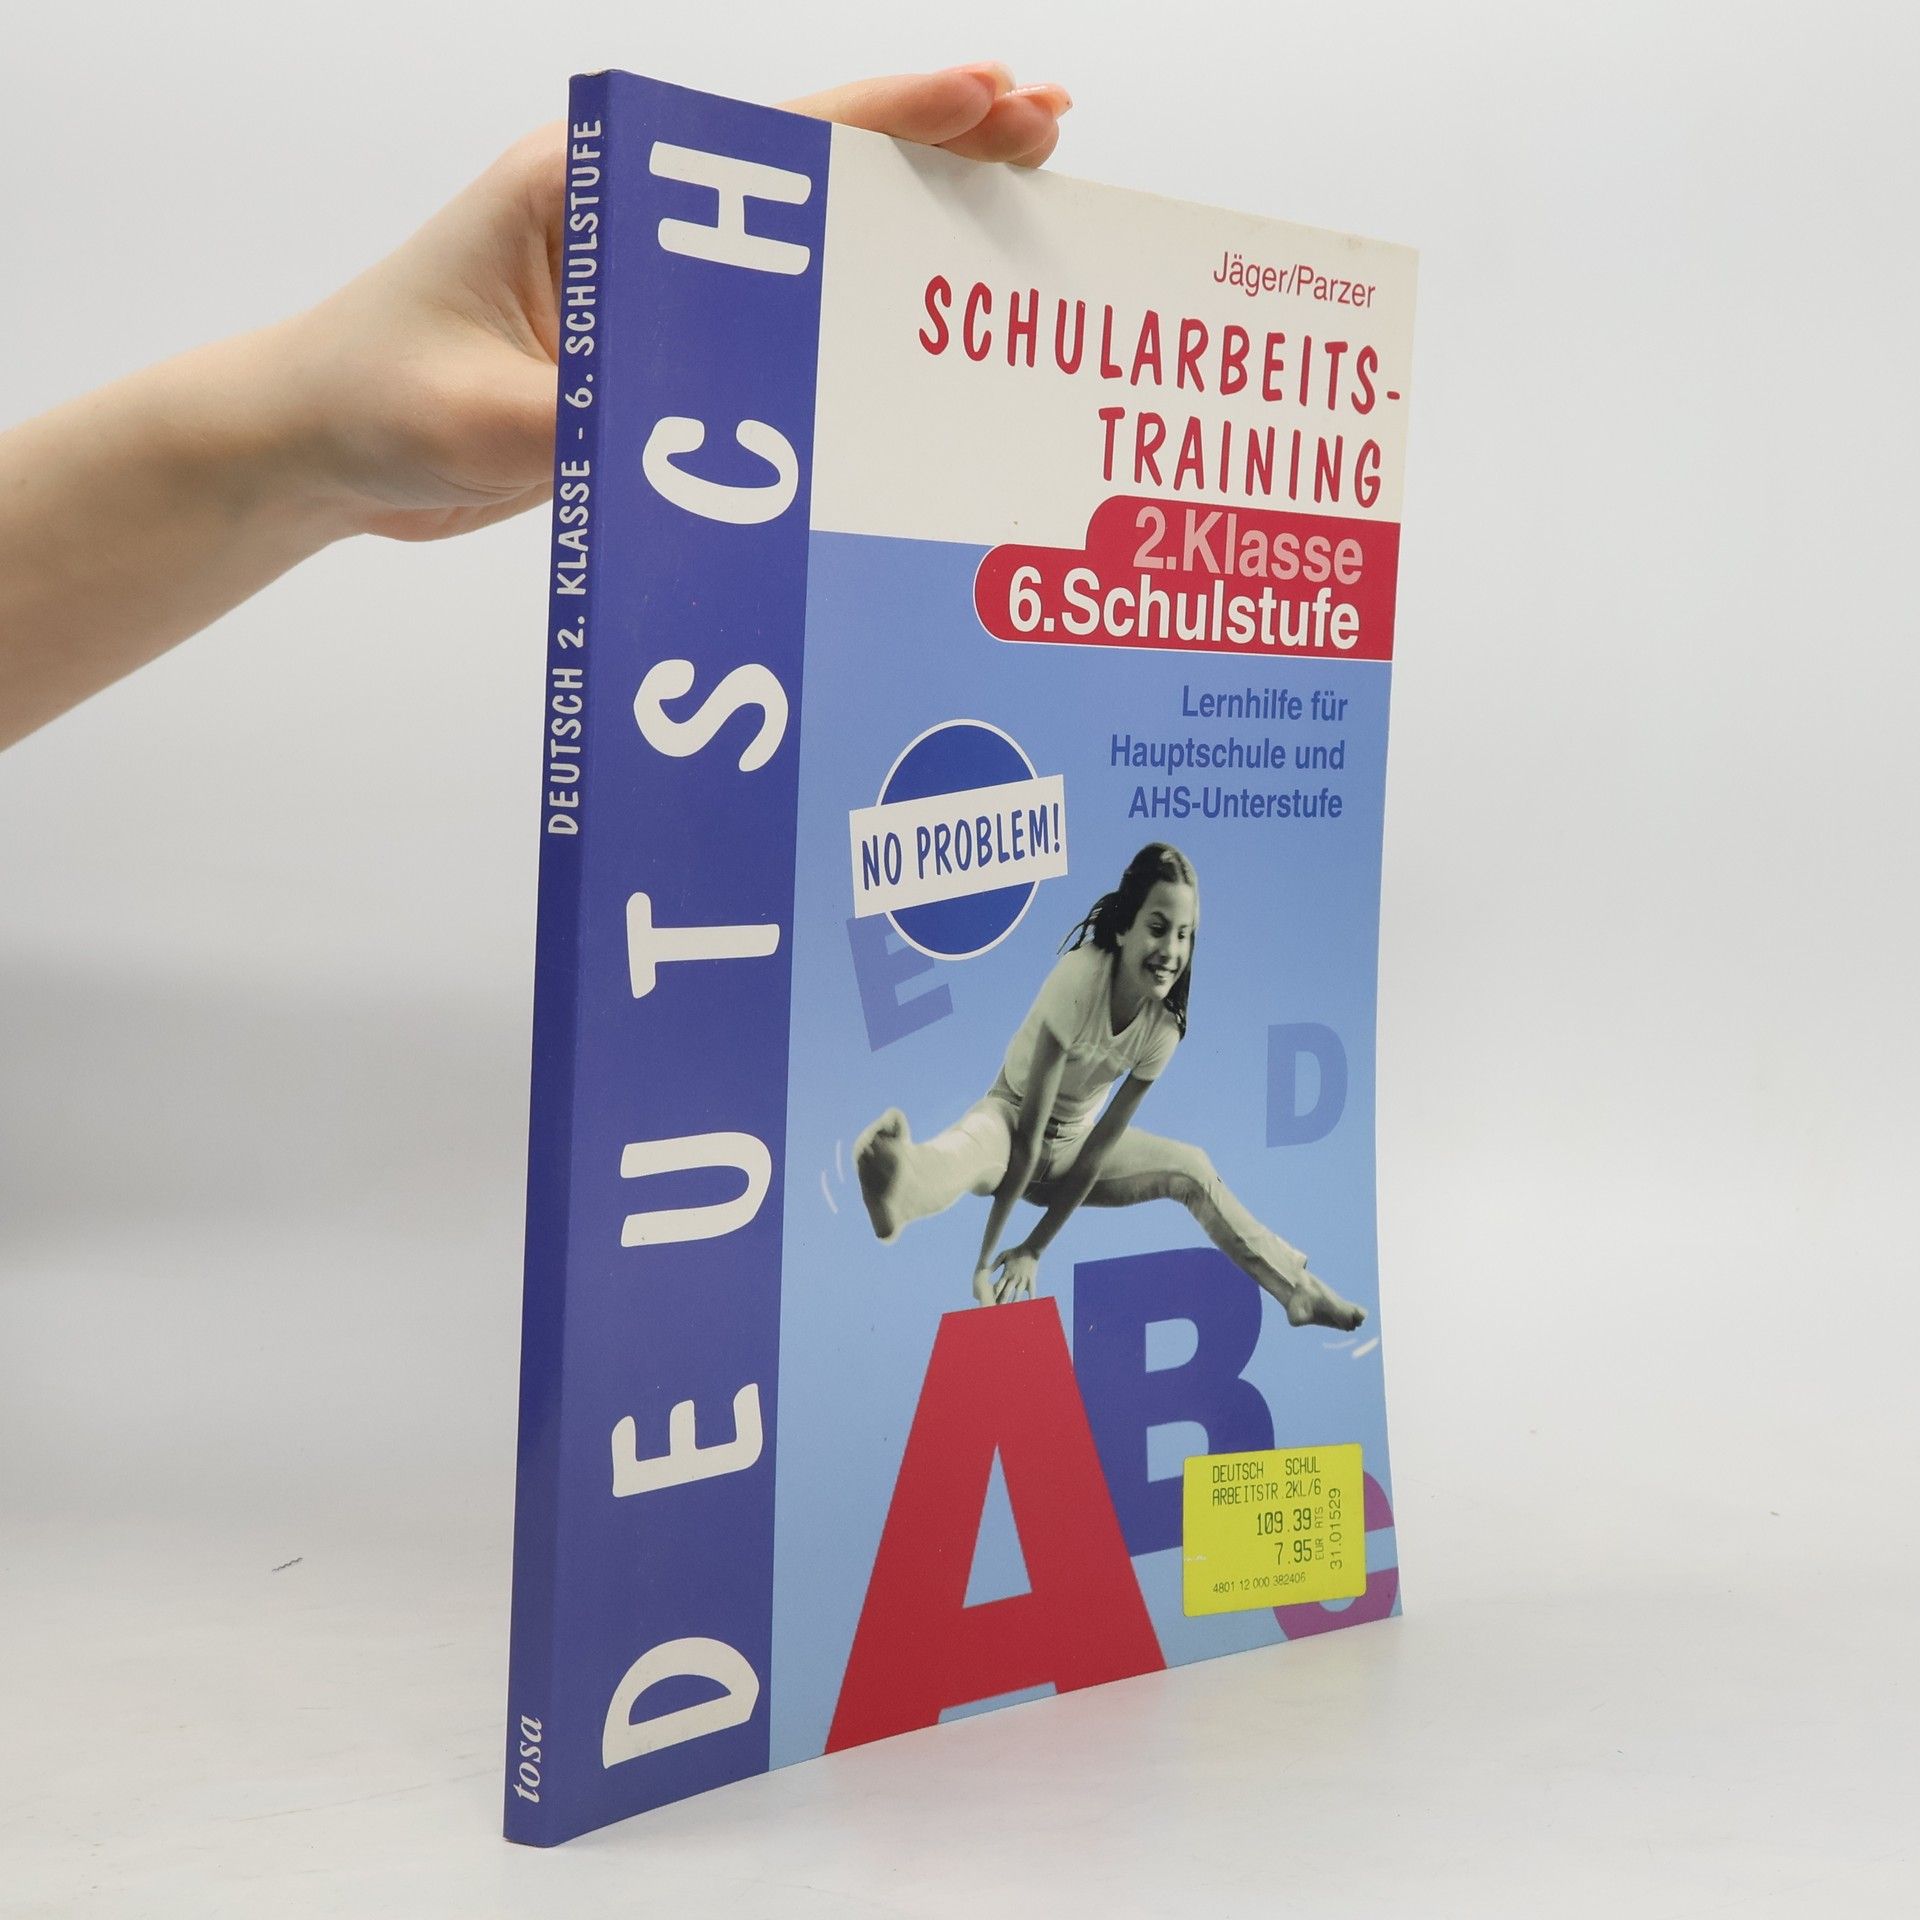 DEUTSCH 2. KLASSE - 6. SCHULSTUFE
tosa
DEUTSCH
Jäger/Parzer
SCHULARBEITS-
TRAINING
2.Klasse
6.Schulstufe
Lernhilfe für
Hauptschule und
AHS-Unterstufe
NO PROBLEM!
E
D
A
B
C
DEUTSCH SCHUL
ARBEITSTR.2KL/6
109.39 ATS
7.95 EUR
31.01529
4801 12 000 382406